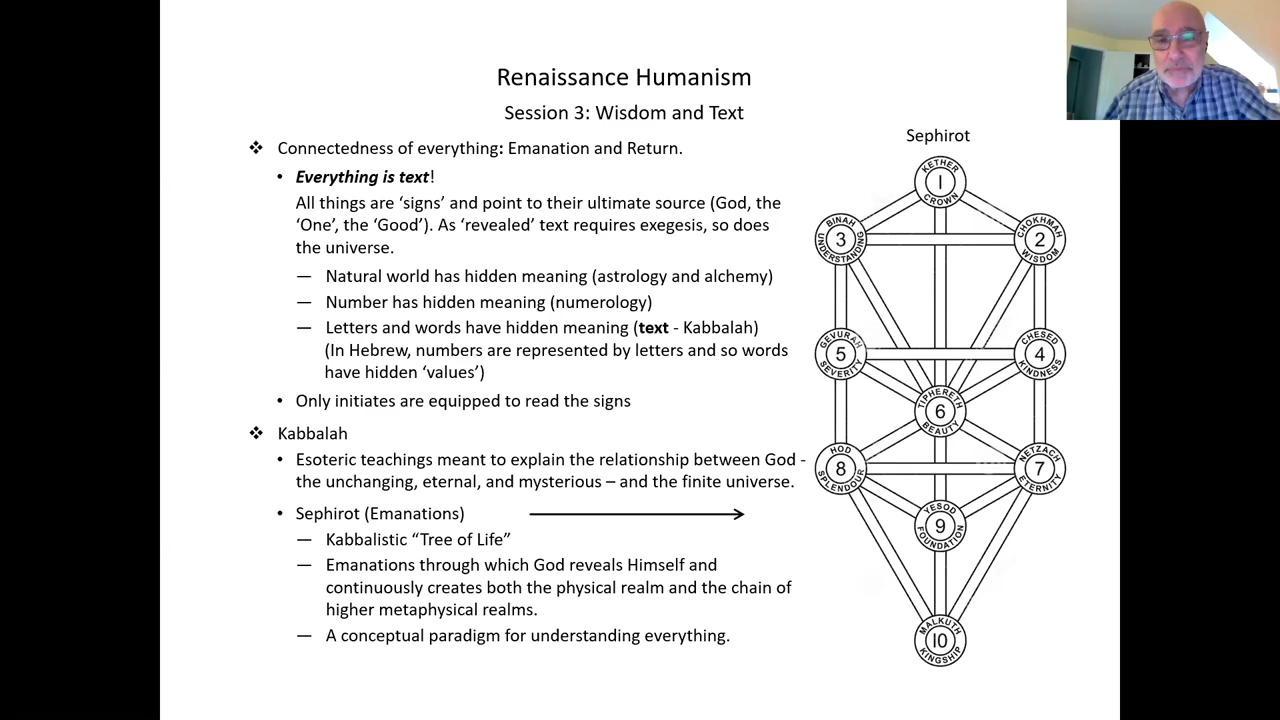 Renaissance Humanism
Session 3: Wisdom and Text
❖ Connectedness of everything: Emanation and Return.
• Everything is text!
All things are ‘signs’ and point to their ultimate source (God, the
‘One’, the ‘Good’). As ‘revealed’ text requires exegesis, so does
the universe.
— Natural world has hidden meaning (astrology and alchemy)
— Number has hidden meaning (numerology)
— Letters and words have hidden meaning (text - Kabbalah)
(In Hebrew, numbers are represented by letters and so words
have hidden ‘values’)
• Only initiates are equipped to read the signs
❖ Kabbalah
• Esoteric teachings meant to explain the relationship between God -
the unchanging, eternal, and mysterious – and the finite universe.
• Sephirot (Emanations)
— Kabbalistic “Tree of Life”
— Emanations through which God reveals Himself and
continuously creates both the physical realm and the chain of
higher metaphysical realms.
— A conceptual paradigm for understanding everything.
Sephirot
KETHER
1
CROWN
BINAH
3
UNDERSTANDING
CHOKHMAH
2
WISDOM
GEVURAH
5
SEVERITY
CHESED
4
KINDNESS
TIPHERETH
6
BEAUTY
HOD
8
SPLENDOUR
NETZACH
7
ETERNITY
YESOD
9
FOUNDATION
MALKUTH
10
KINGSHIP